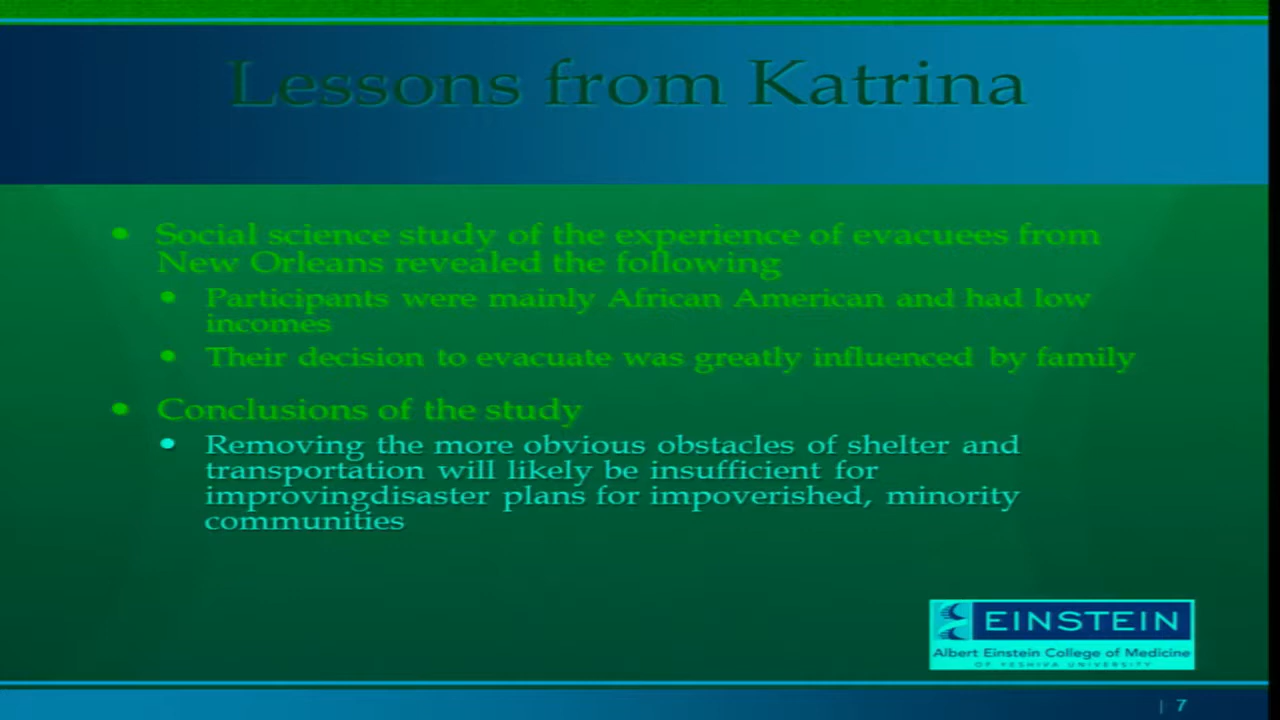 Lessons from Katrina
• Social science study of the experience of evacuees from
New Orleans revealed the following
• Participants were mainly African American and had low
incomes
• Their decision to evacuate was greatly influenced by family
• Conclusions of the study
• Removing the more obvious obstacles of shelter and
transportation will likely be insufficient for
improvingdisaster plans for impoverished, minority
communities
EINSTEIN
Albert Einstein College of Medicine
OF YESHIVA UNIVERSITY
| 7